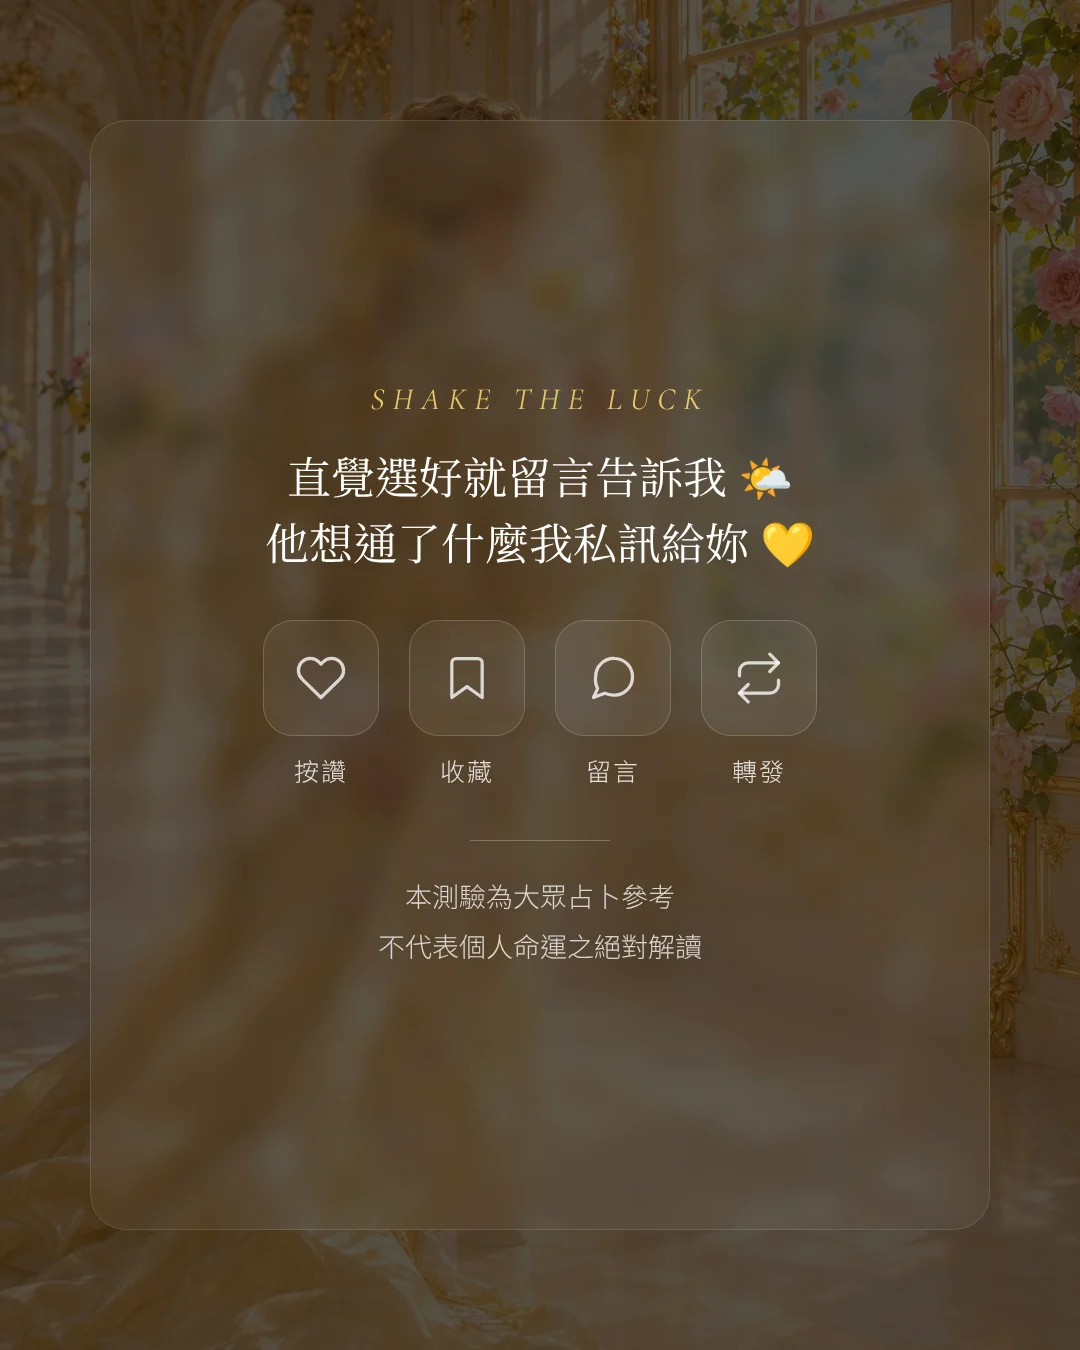 SHAKE THE LUCK
直覺選好就留言告訴我 🌤️
他想通了什麼我私訊給妳 💛
按讚 收藏 留言 轉發
本測驗為大眾占卜參考
不代表個人命運之絕對解讀